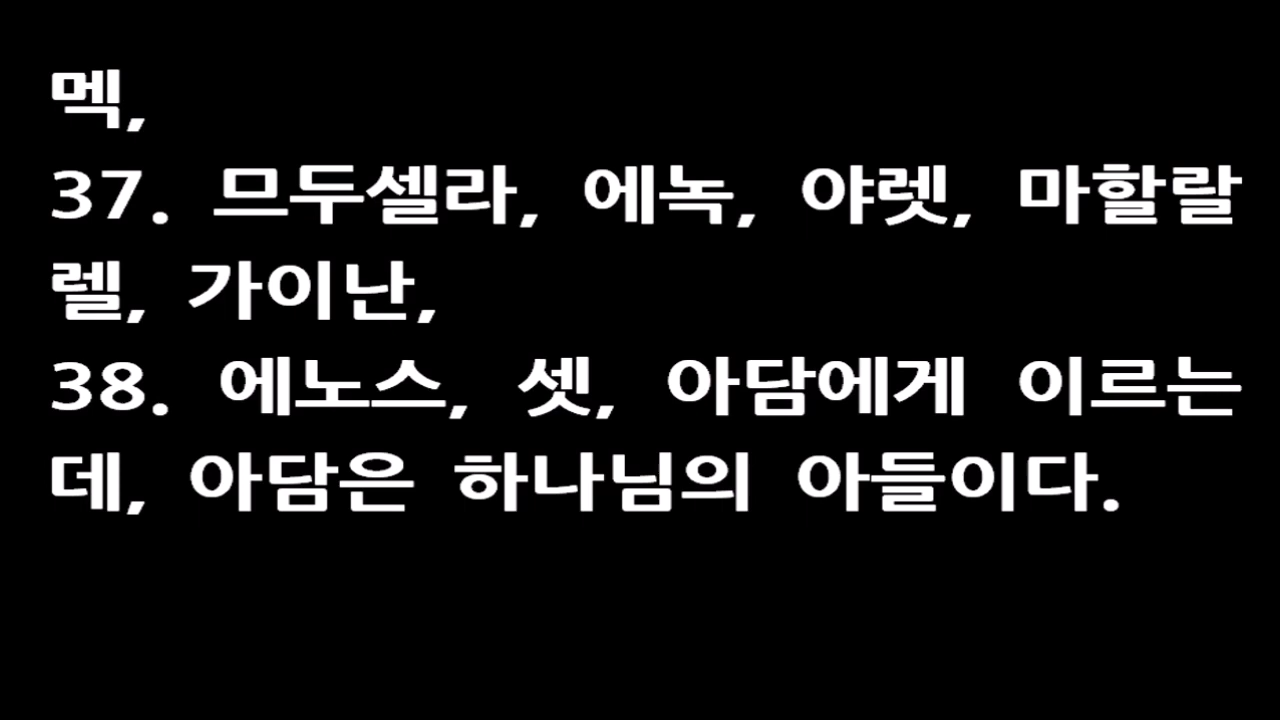 멕,
37. 므두셀라, 에녹, 야렛, 마할랄
렐, 가이난,
38. 에노스, 셋, 아담에게 이르는
데, 아담은 하나님의 아들이다.